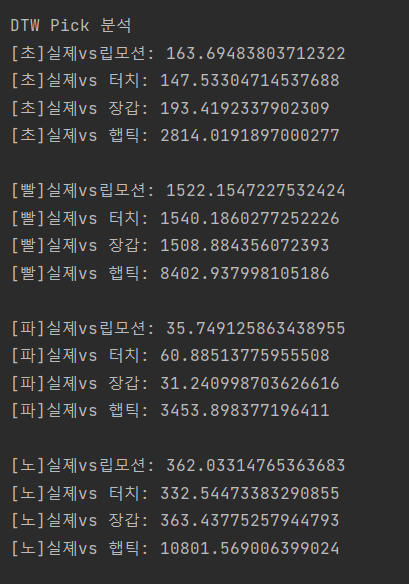 DTW Pick 분석
[초]실제vs립모션: 163.69483803712322
[초]실제vs 터치: 147.53304714537688
[초]실제vs 장갑: 193.4192337902309
[초]실제vs 햅틱: 2814.0191897000277
[빨]실제vs립모션: 1522.1547227532424
[빨]실제vs 터치: 1540.1860277252226
[빨]실제vs 장갑: 1508.884356072393
[빨]실제vs 햅틱: 8402.937998105186
[파]실제vs립모션: 35.749125863438955
[파]실제vs 터치: 60.88513775955508
[파]실제vs 장갑: 31.240998703626616
[파]실제vs 햅틱: 3453.898377196411
[노]실제vs립모션: 362.03314765363683
[노]실제vs 터치: 332.54473383290855
[노]실제vs 장갑: 363.43775257944793
[노]실제vs 햅틱: 10801.569006399024